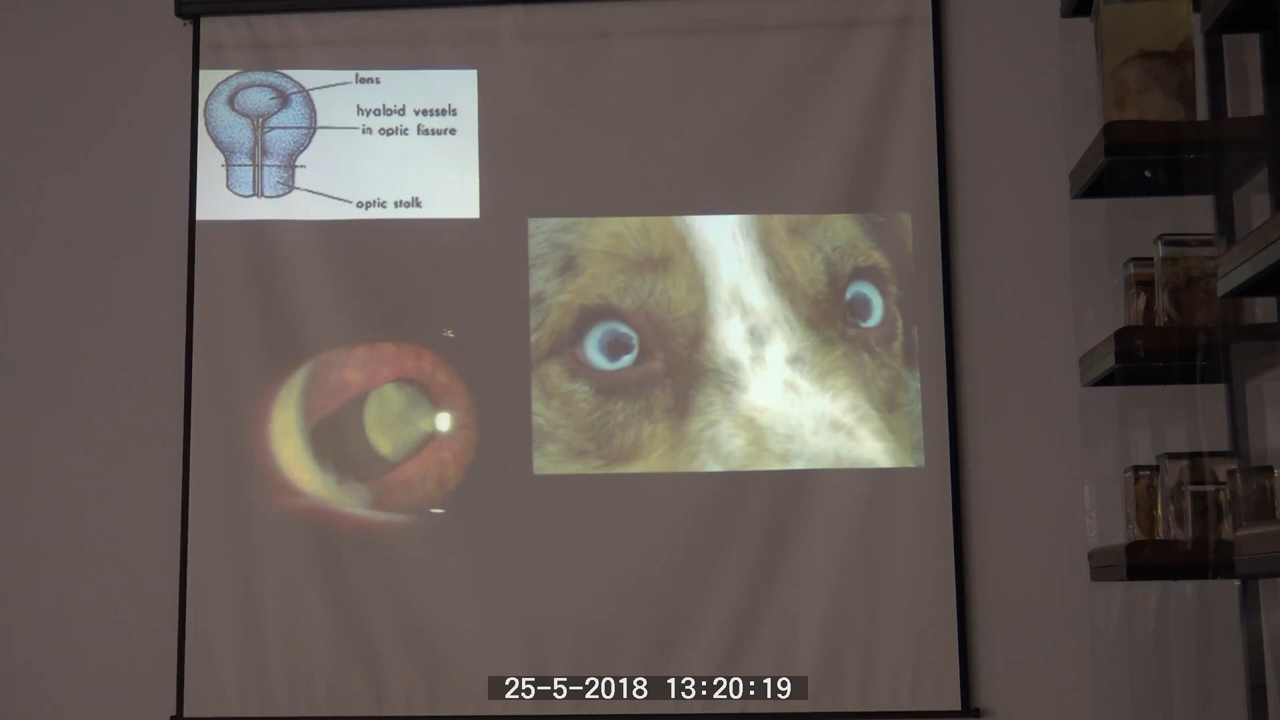 lens
hyaloid vessels
in optic fissure
optic stalk
25-5-2018 13:20:19